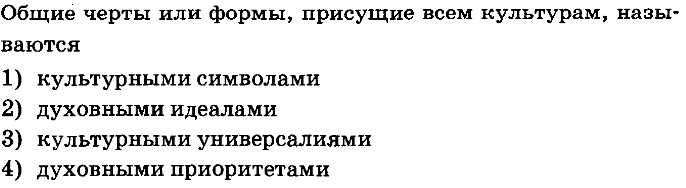 Общие черты или формы, присущие всем культурам, назы-
ваются
1) культурными символами
2) духовными идеалами
3) культурными универсалиями
4) духовными приоритетами